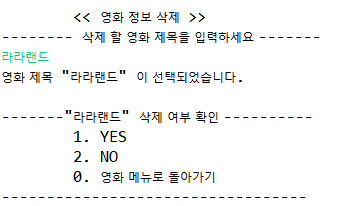 << 영화 정보 삭제 >>
--------- 삭제 할 영화 제목을 입력하세요 -------
라라랜드
영화 제목 "라라랜드" 이 선택되었습니다.
-------"라라랜드" 삭제 여부 확인 ----------
1. YES
2. NO
0. 영화 메뉴로 돌아가기
----------------------------------